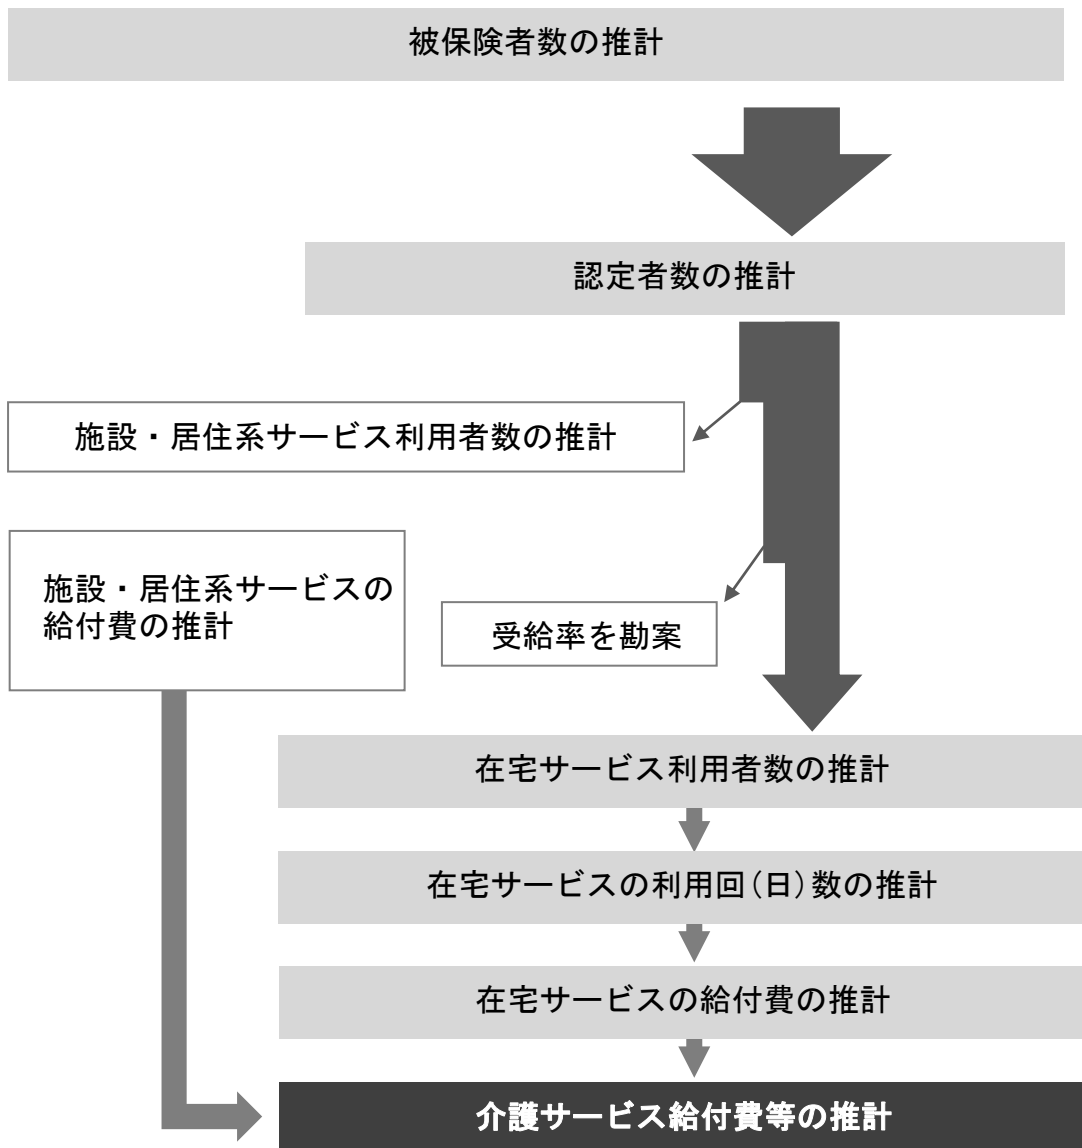 被保険者数の推計
認定者数の推計
施設・居住系サービス利用者数の推計
施設・居住系サービスの
給付費の推計
受給率を勘案
在宅サービス利用者数の推計
在宅サービスの利用回(日)数の推計
在宅サービスの給付費の推計
介護サービス給付費等の推計